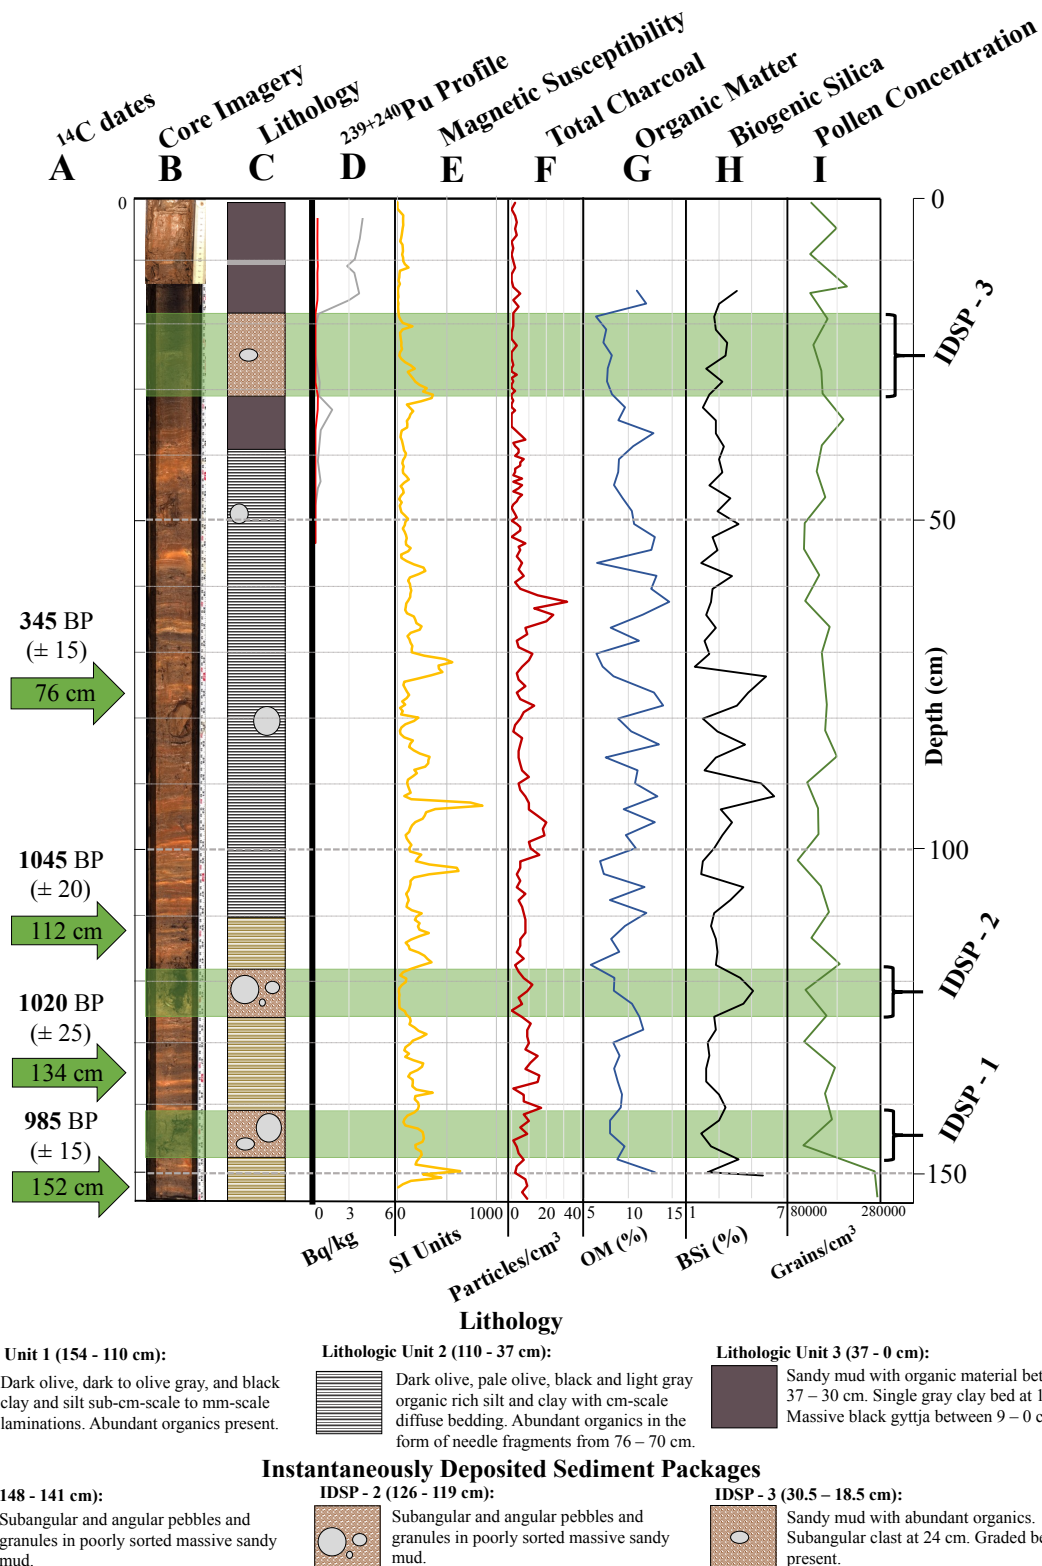 ¹⁴C dates
Core Imagery
Lithology
²³⁹⁺²⁴⁰Pu Profile
Magnetic Susceptibility
Total Charcoal
Organic Matter
Biogenic Silica
Pollen Concentration
A B C D E F G H I
0
0
50
100
150
Depth (cm)
IDSP - 3
IDSP - 2
IDSP - 1
345 BP
(± 15)
76 cm
1045 BP
(± 20)
112 cm
1020 BP
(± 25)
134 cm
985 BP
(± 15)
152 cm
0 3 6
0 1000
0 20 40
5 10 15
1 7
80000 280000
Bq/kg
SI Units
Particles/cm³
OM (%)
BSi (%)
Grains/cm³
Lithology
Unit 1 (154 - 110 cm):
Dark olive, dark to olive gray, and black
clay and silt sub-cm-scale to mm-scale
laminations. Abundant organics present.
Lithologic Unit 2 (110 - 37 cm):
Dark olive, pale olive, black and light gray
organic rich silt and clay with cm-scale
diffuse bedding. Abundant organics in the
form of needle fragments from 76 – 70 cm.
Lithologic Unit 3 (37 - 0 cm):
Sandy mud with organic material bet
37 – 30 cm. Single gray clay bed at 1
Massive black gyttja between 9 – 0 c
Instantaneously Deposited Sediment Packages
148 - 141 cm):
Subangular and angular pebbles and
granules in poorly sorted massive sandy
mud.
IDSP - 2 (126 - 119 cm):
Subangular and angular pebbles and
granules in poorly sorted massive sandy
mud.
IDSP - 3 (30.5 – 18.5 cm):
Sandy mud with abundant organics.
Subangular clast at 24 cm. Graded be
present.